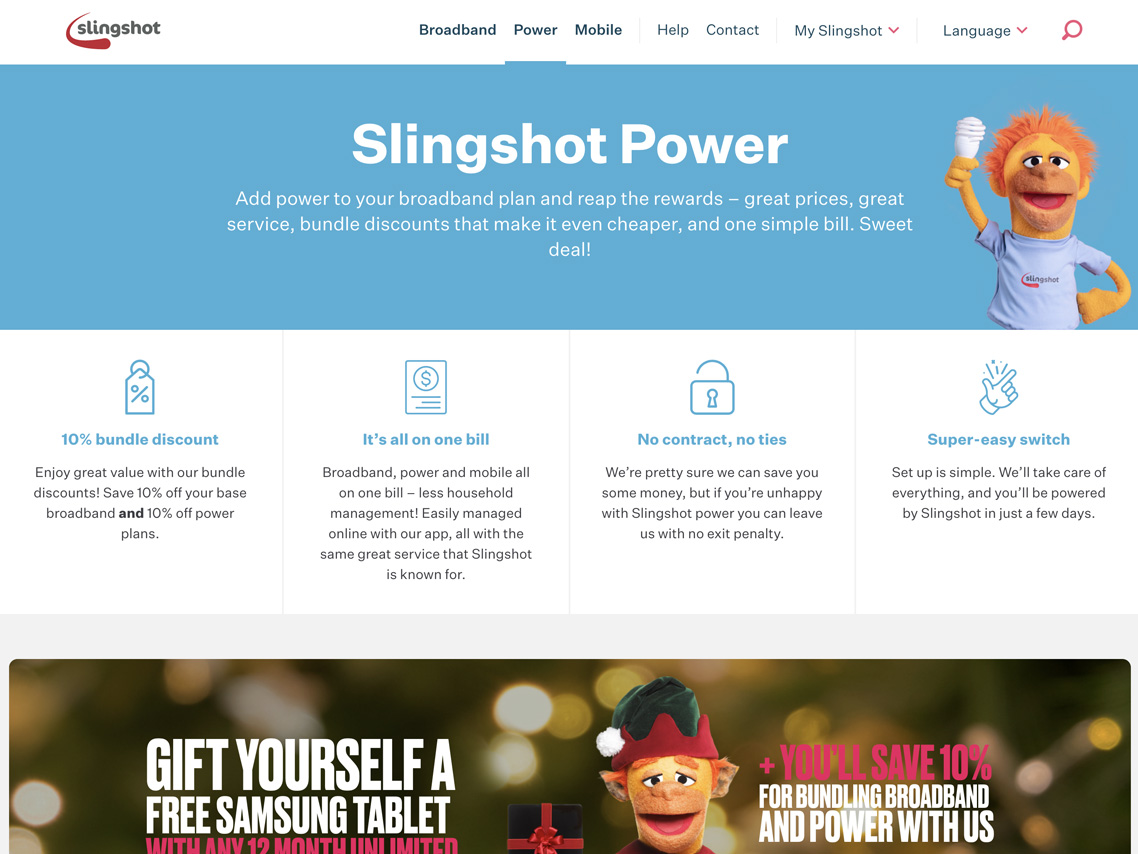 slingshot
Broadband Power Mobile Help Contact My Slingshot Language
Slingshot Power
Add power to your broadband plan and reap the rewards – great prices, great
service, bundle discounts that make it even cheaper, and one simple bill. Sweet
deal!
slingshot
10% bundle discount
Enjoy great value with our bundle
discounts! Save 10% off your base
broadband and 10% off power
plans.
It’s all on one bill
Broadband, power and mobile all
on one bill – less household
management! Easily managed
online with our app, all with the
same great service that Slingshot
is known for.
No contract, no ties
We’re pretty sure we can save you
some money, but if you’re unhappy
with Slingshot power you can leave
us with no exit penalty.
Super-easy switch
Set up is simple. We’ll take care of
everything, and you’ll be powered
by Slingshot in just a few days.
GIFT YOURSELF A
FREE SAMSUNG TABLET
WITH ANY 12 MONTH UNLIMITED
+ YOU’LL SAVE 10%
FOR BUNDLING BROADBAND
AND POWER WITH US